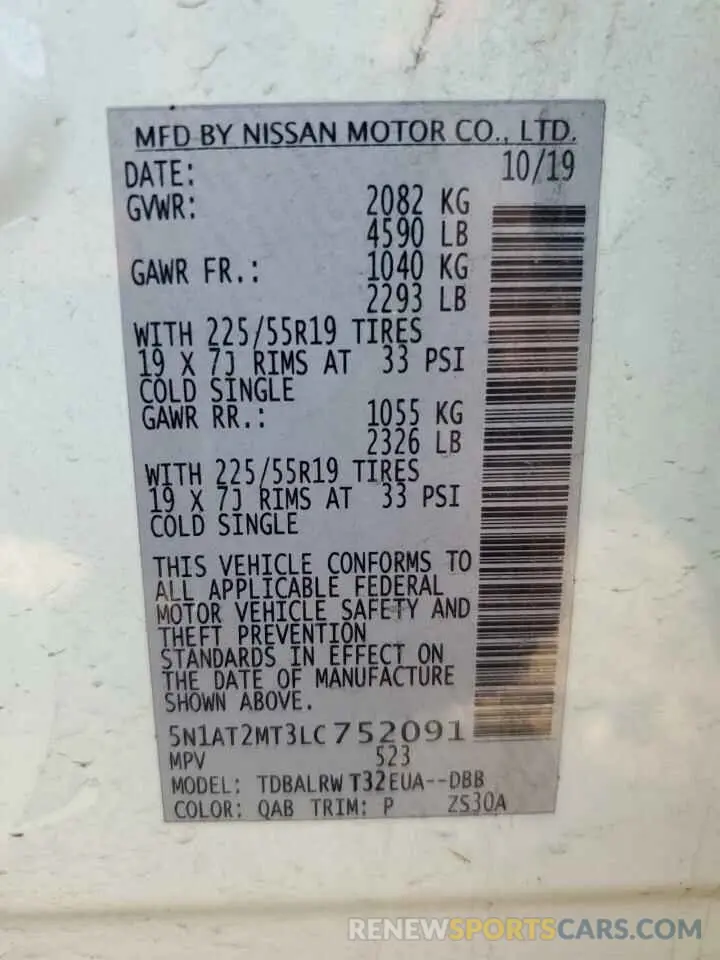 MFD BY NISSAN MOTOR CO., LTD.
DATE: 10/19
GVWR: 2082 KG
4590 LB
GAWR FR.: 1040 KG
2293 LB
WITH 225/55R19 TIRES
19 X 7J RIMS AT 33 PSI
COLD SINGLE
GAWR RR.: 1055 KG
2326 LB
WITH 225/55R19 TIRES
19 X 7J RIMS AT 33 PSI
COLD SINGLE
THIS VEHICLE CONFORMS TO
ALL APPLICABLE FEDERAL
MOTOR VEHICLE SAFETY AND
THEFT PREVENTION
STANDARDS IN EFFECT ON
THE DATE OF MANUFACTURE
SHOWN ABOVE.
5N1AT2MT3LC752091
MPV 523
MODEL: TDBALRW T32EUA--DBB
COLOR: QAB TRIM: P ZS30A
RENEWSPORTSCARS.COM